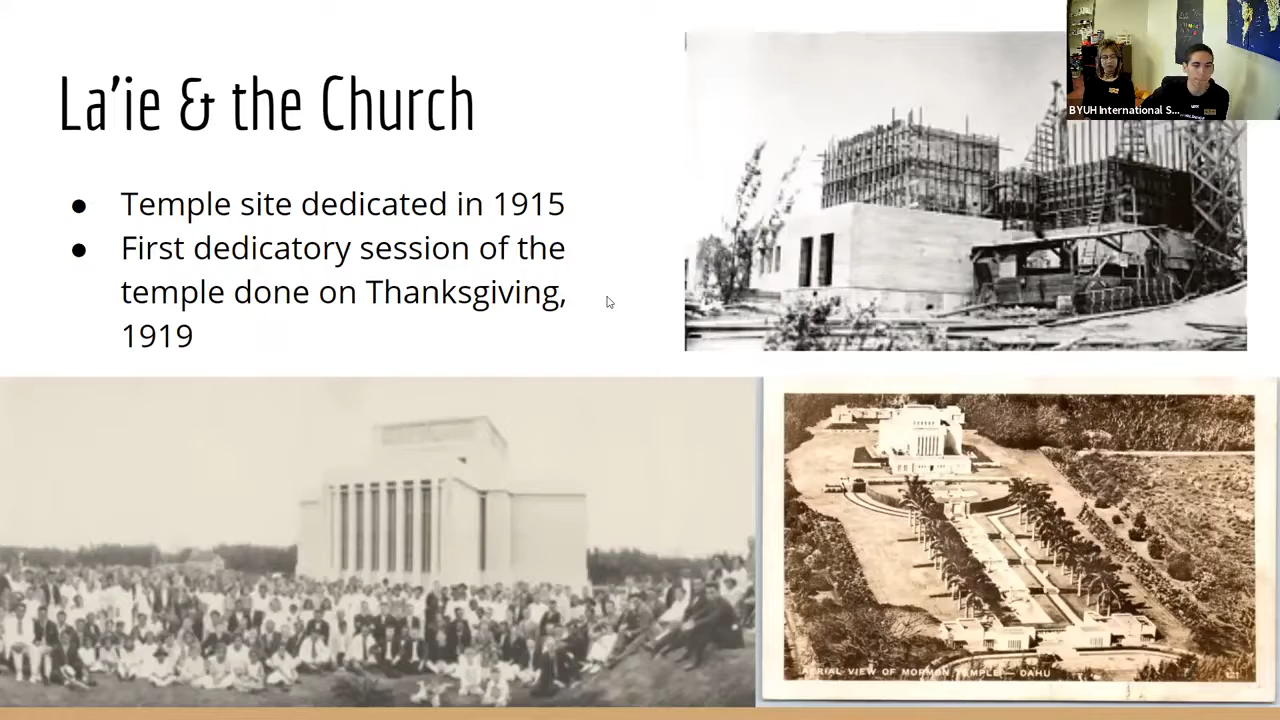 La'ie & the Church
● Temple site dedicated in 1915
● First dedicatory session of the
temple done on Thanksgiving,
1919
BYUH International S...
AERIAL VIEW OF MORMON TEMPLE — OAHU